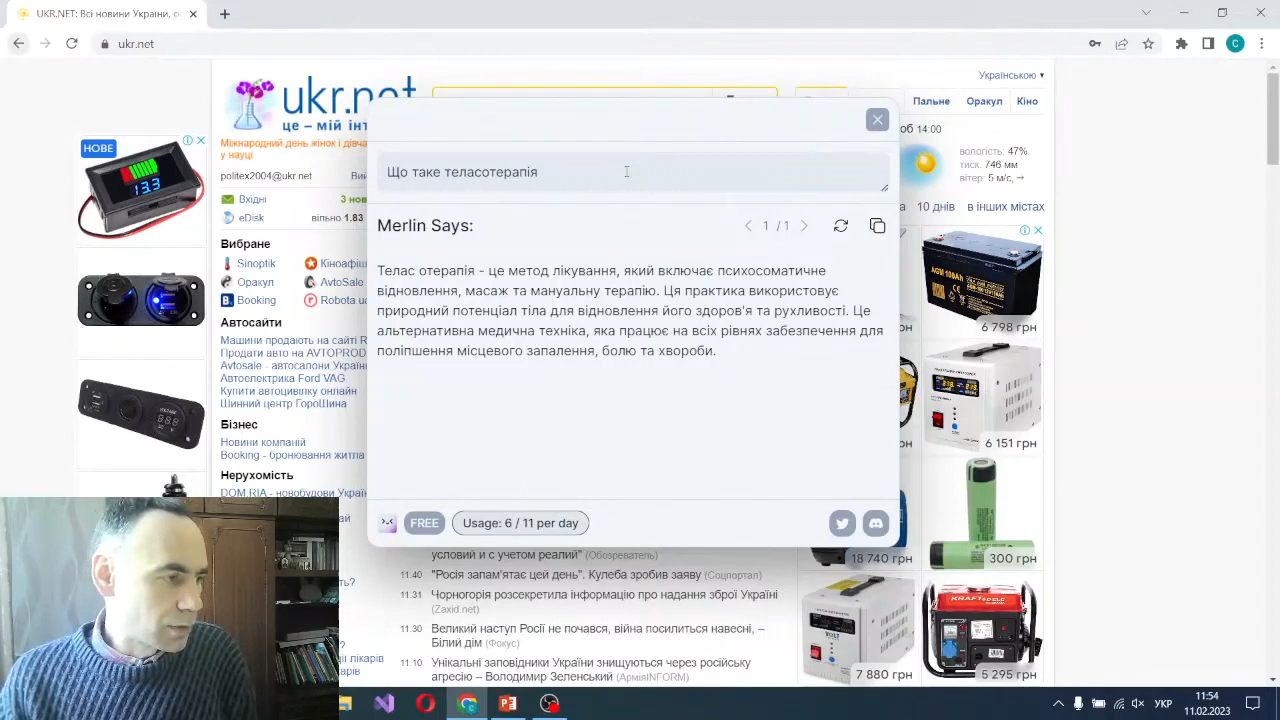 UKR.NET: Всі новини України, о
ukr.net
Українською ▾
ukr.net
це – мій інт
Міжнародний день жінок і дівча
у науці
politex2004@ukr.net
Вхідні
3 нов
eDisk
вільно 1.83
Вибране
Sinoptik
Кіноафіш
Оракул
AvtoSale
Booking
Robota ua
Автосайти
Машини продають на сайті R
Продати авто на AVTOPROD
Avtosale - автосалони Україн
Автоелектрика Ford VAG
Купити автоцивілку онлайн
Шинний центр ГороШина
Бізнес
Новини компаній
Booking - бронювання житла
Нерухомість
DOM.RIA - новобудови Украї
НОВЕ
13.3
Що таке теласотерапія
Merlin Says:
1 / 1
Телас отерапія - це метод лікування, який включає психосоматичне
відновлення, масаж та мануальну терапію. Ця практика використовує
природний потенціал тіла для відновлення його здоров'я та рухливості. Це
альтернативна медична техніка, яка працює на всіх рівнях забезпечення для
поліпшення місцевого запалення, болю та хвороби.
FREE
Usage: 6 / 11 per day
Пальне
Оракул
Кіно
об 14:00
вологість: 47%
тиск: 746 мм
вітер: 5 м/с, →
10 днів
в інших містах
6 798 грн
6 151 грн
300 грн
18 740 грн
7 880 грн
5 295 грн
условий и с учетом реалий" (Обозреватель)
11.40 "Росія запам'ятає цей день". Кулеба зробив заяву (Соцпортал)
11.31 Чорногорія розсекретила інформацію про надання зброї Україні
(Zaxid.net)
11.30 Великий наступ Росії не почався, війна посилиться навесні, –
Білий дім (Фокус)
11.10 Унікальні заповідники України знищуються через російську
агресію – Володимир Зеленський (АрміяINFORM)
ції лікарів
карів
УКР
11:54
11.02.2023